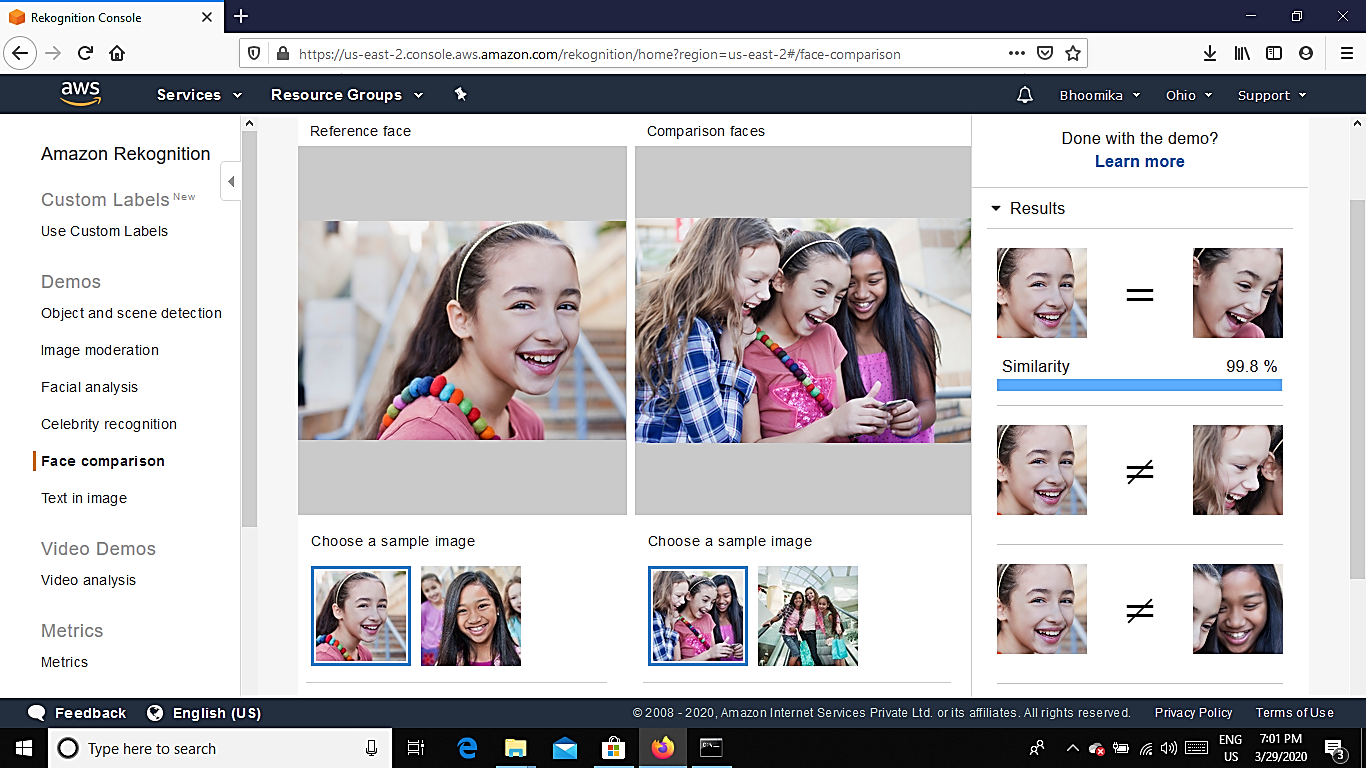 Rekognition Console
https://us-east-2.console.aws.amazon.com/rekognition/home?region=us-east-2#/face-comparison
aws
Services
Resource Groups
Bhoomika
Ohio
Support
Amazon Rekognition
Custom Labels New
Use Custom Labels
Demos
Object and scene detection
Image moderation
Facial analysis
Celebrity recognition
Face comparison
Text in image
Video Demos
Video analysis
Metrics
Metrics
Reference face
Comparison faces
Choose a sample image
Choose a sample image
Done with the demo?
Learn more
Results
=
Similarity 99.8 %
≠
≠
Feedback
English (US)
© 2008 - 2020, Amazon Internet Services Private Ltd. or its affiliates. All rights reserved.
Privacy Policy
Terms of Use
Type here to search
ENG
US
7:01 PM
3/29/2020
3